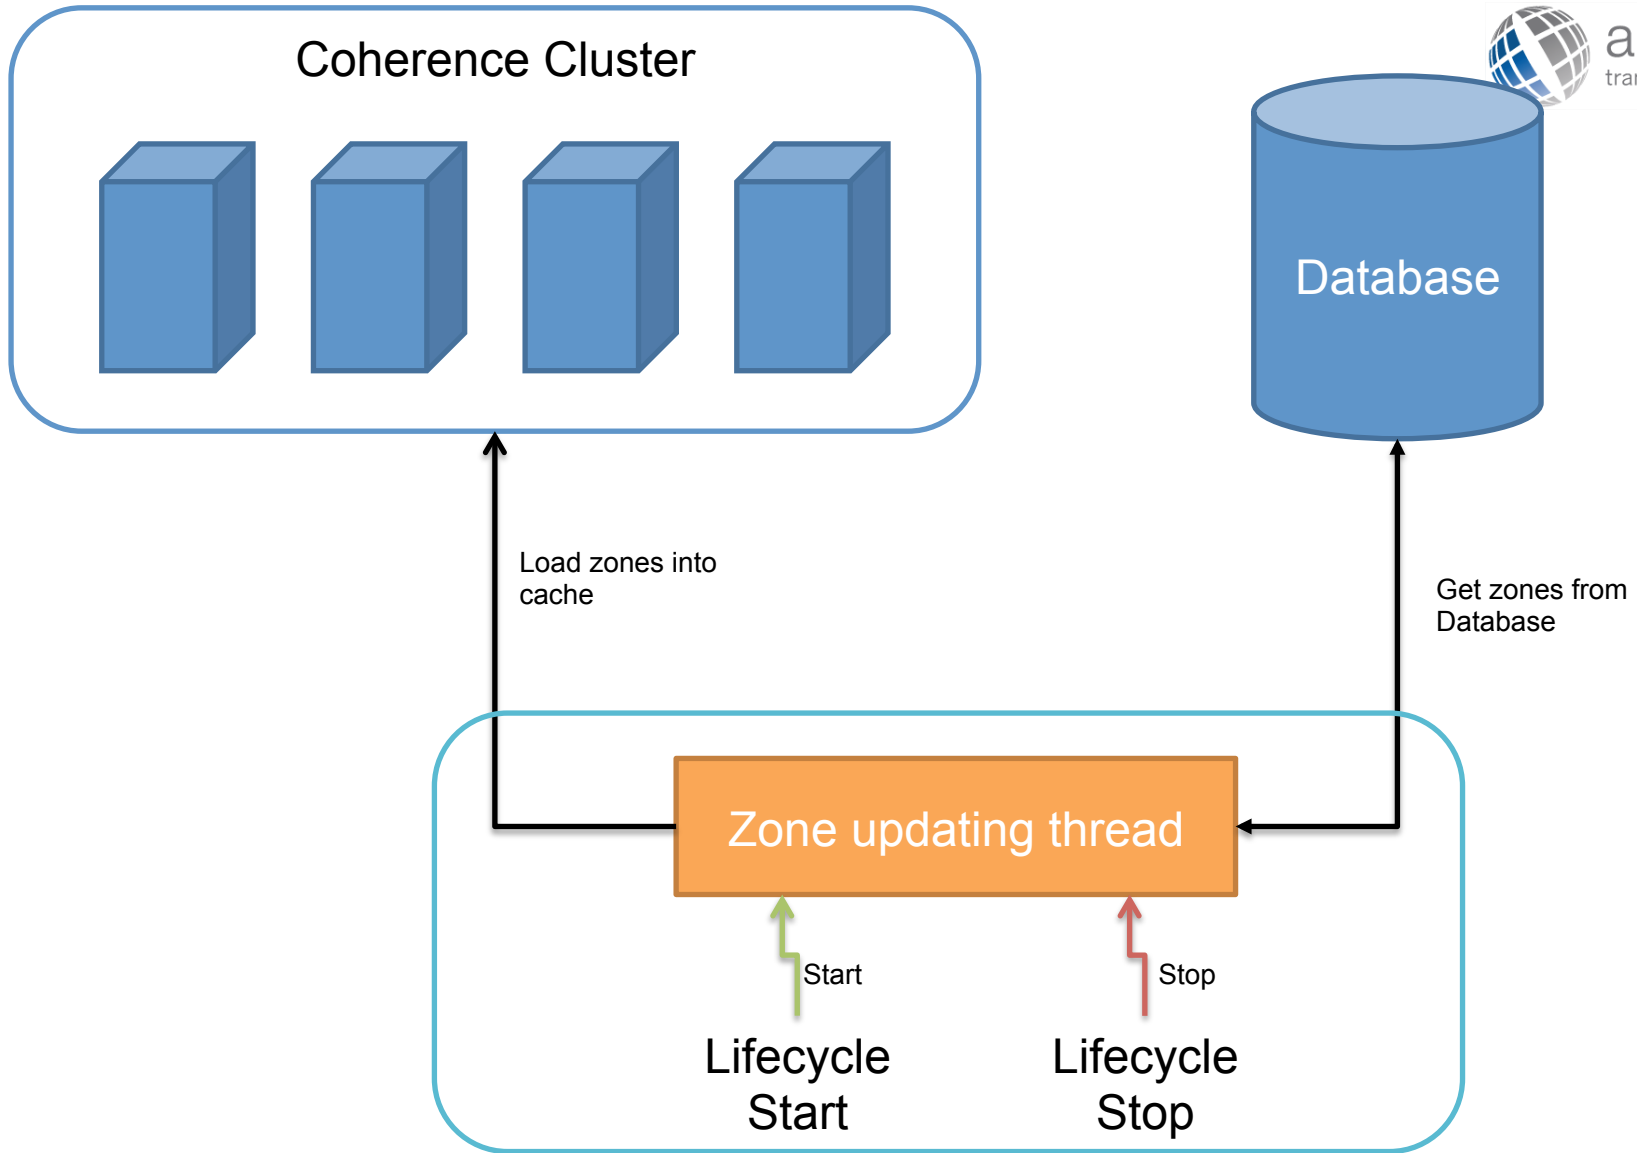 Coherence Cluster
a
Database
Load zones into
cache
Get zones from
Database
Zone updating thread
Start
Stop
Lifecycle
Start
Lifecycle
Stop